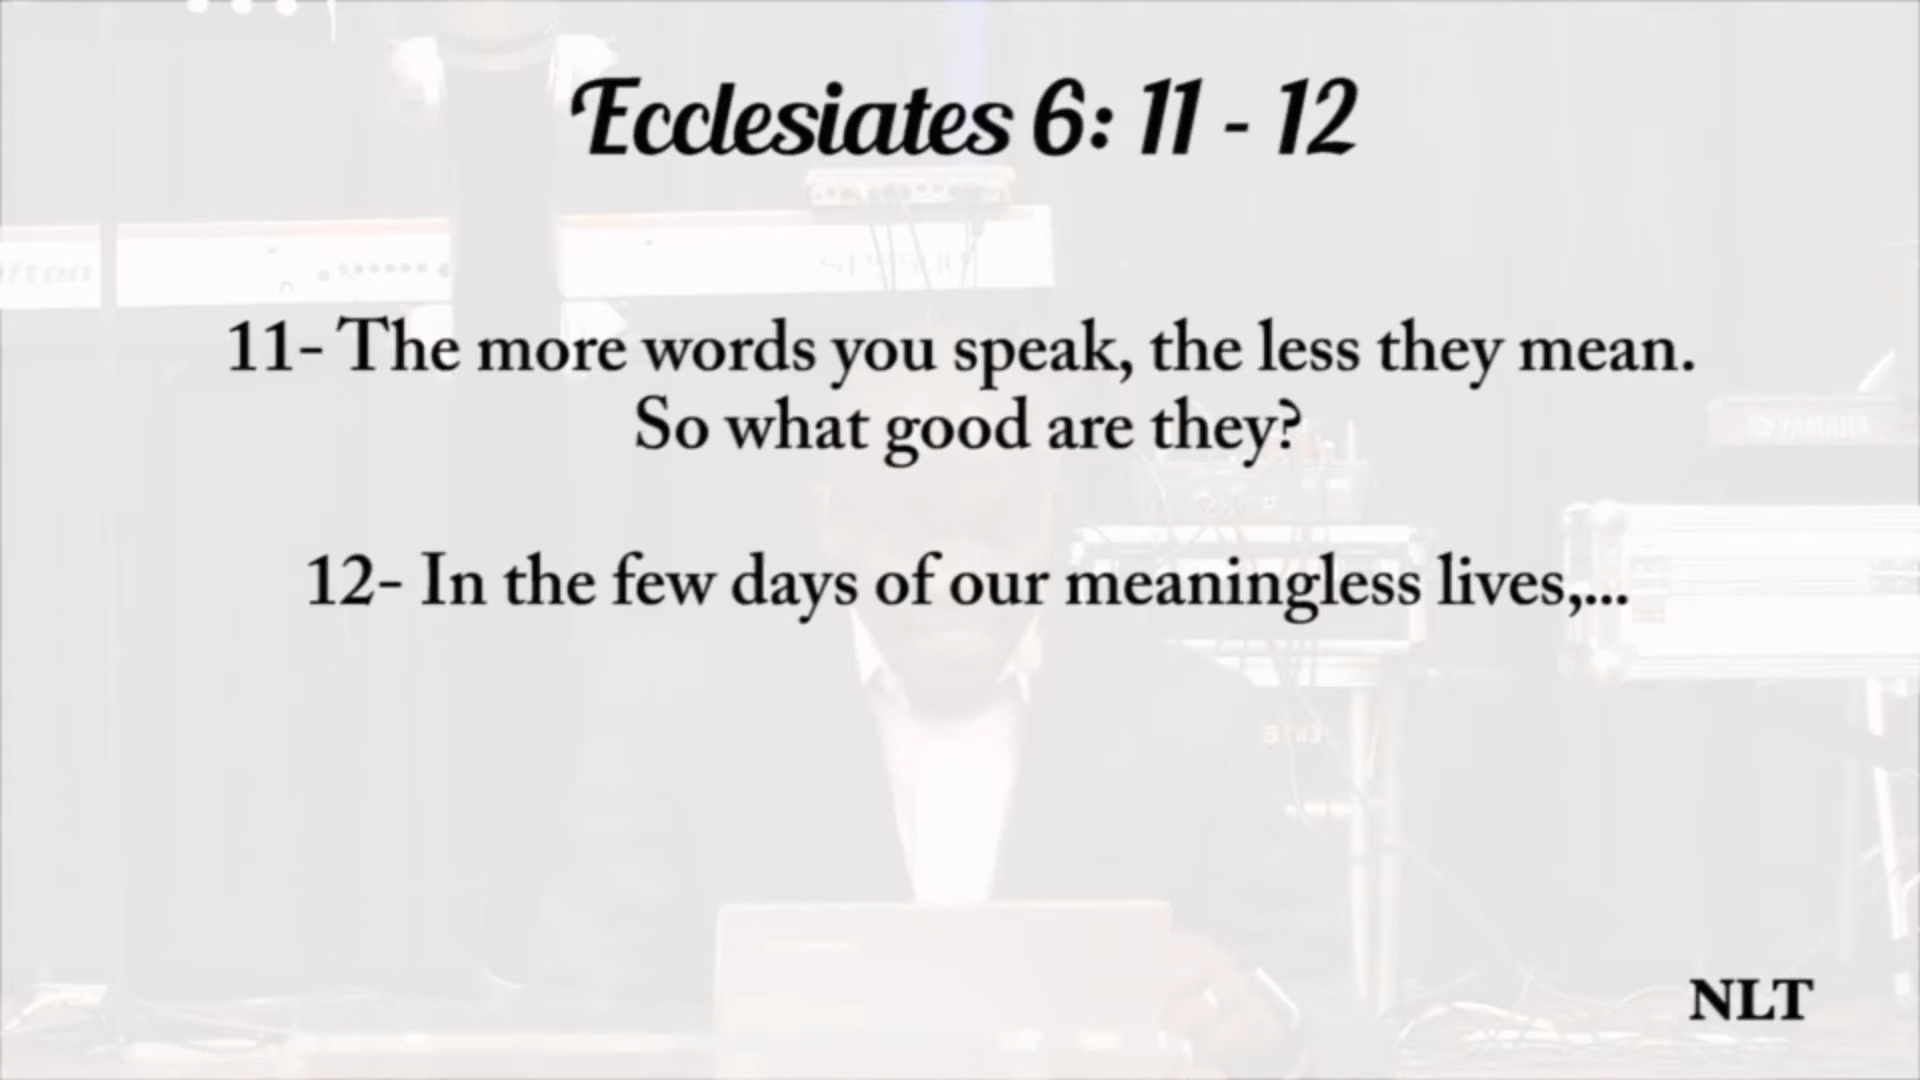 Ecclesiates 6: 11 - 12
11- The more words you speak, the less they mean.
So what good are they?
12- In the few days of our meaningless lives,...
YAMAHA
NLT